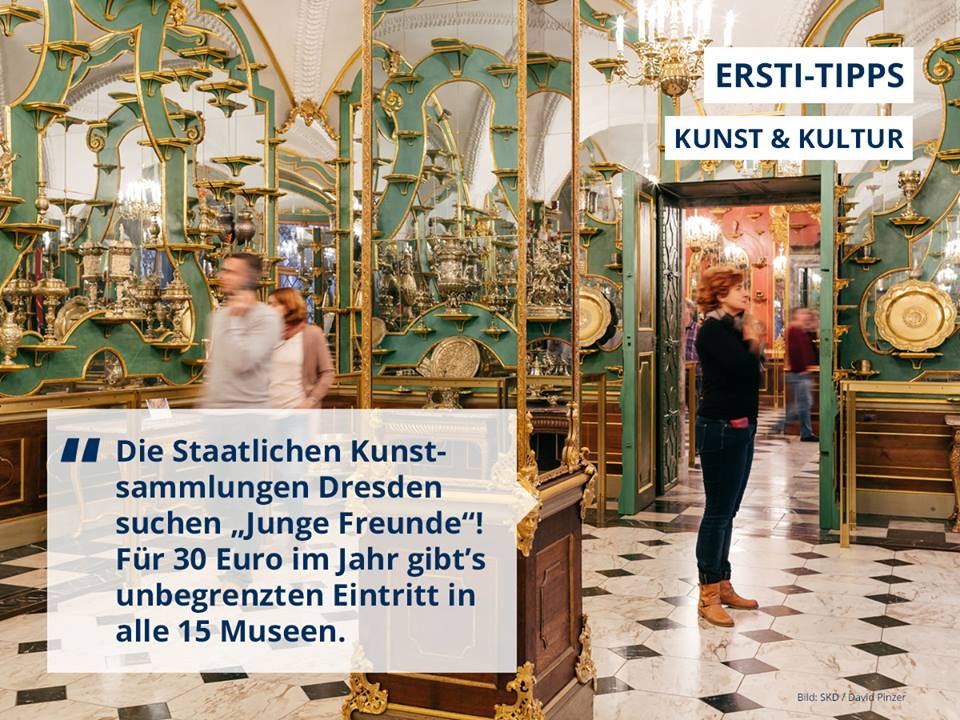 ERSTI-TIPPS
KUNST & KULTUR
" Die Staatlichen Kunst-
sammlungen Dresden
suchen „Junge Freunde“!
Für 30 Euro im Jahr gibt’s
unbegrenzten Eintritt in
alle 15 Museen.
Bild: SKD / David Pinzer